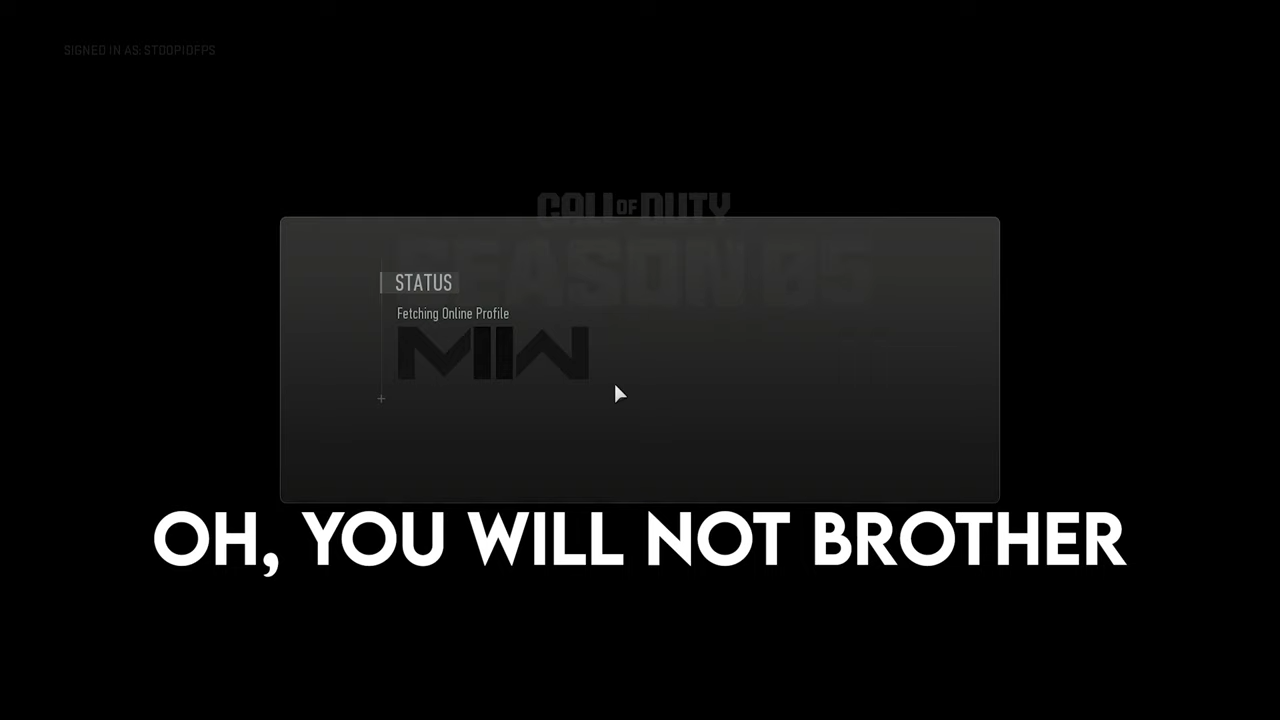 SIGNED IN AS: STOOPIDFPS
CALL OF DUTY
SEASON 05
STATUS
Fetching Online Profile
MW
OH, YOU WILL NOT BROTHER